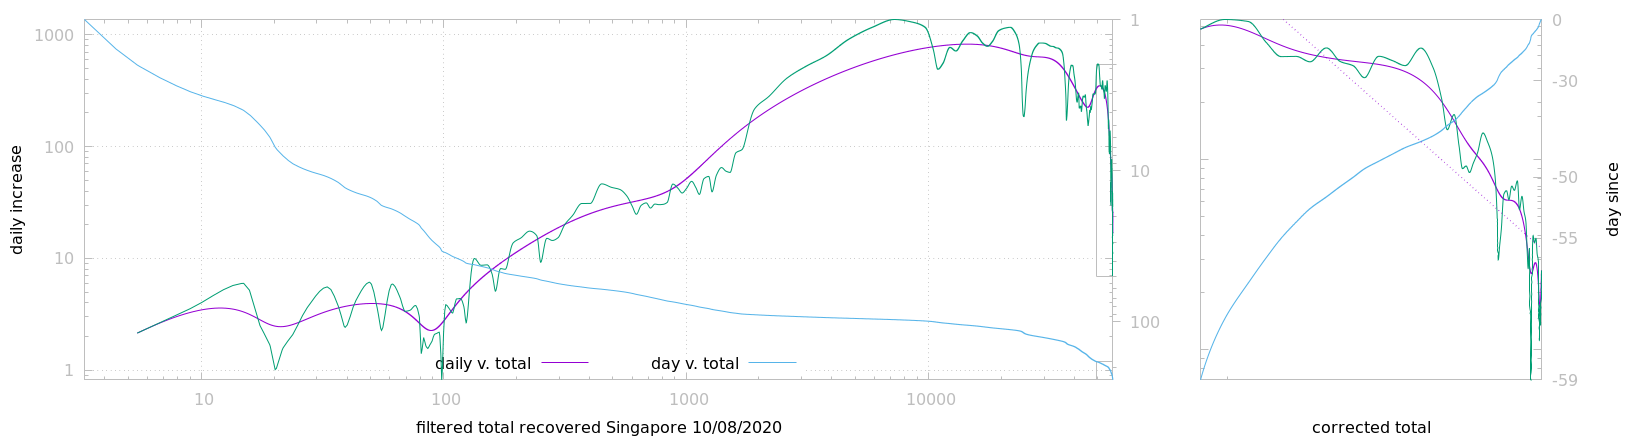 1000
100
10
1
daily increase
10
100
1000
10000
filtered total recovered Singapore 10/08/2020
daily v. total
day v. total
1
10
100
0
-30
-50
-55
-59
day since
corrected total